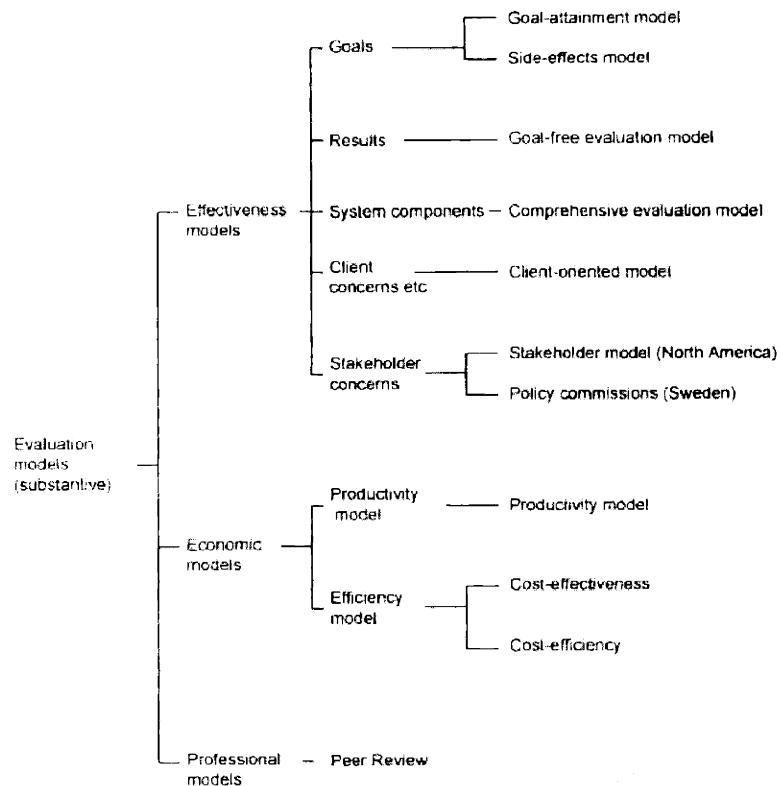 Goal-attainment model
Goals
Side-effects model
Results
Goal-free evaluation model
Effectiveness
models
System components
Comprehensive evaluation model
Client
concerns etc
Client-oriented model
Stakeholder
concerns
Stakeholder model (North America)
Policy commissions (Sweden)
Evaluation
models
(substantive)
Productivity
model
Productivity model
Economic
models
Efficiency
model
Cost-effectiveness
Cost-efficiency
Professional
models
Peer Review